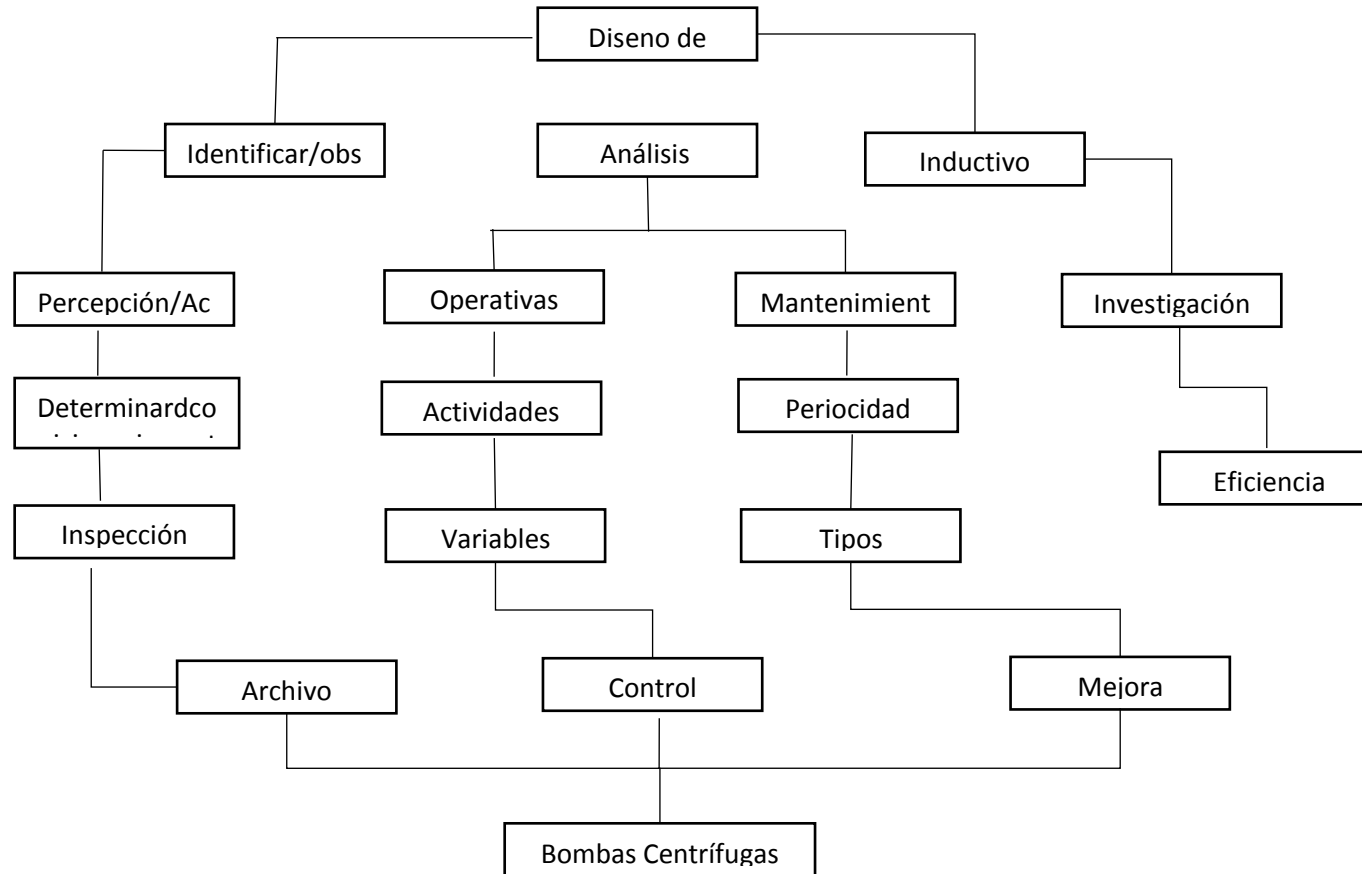 Diseno de
Identificar/obs
Análisis
Inductivo
Percepción/Ac
Operativas
Mantenimient
Investigación
Determinardco
Actividades
Periocidad
Eficiencia
Inspección
Variables
Tipos
Archivo
Control
Mejora
Bombas Centrífugas